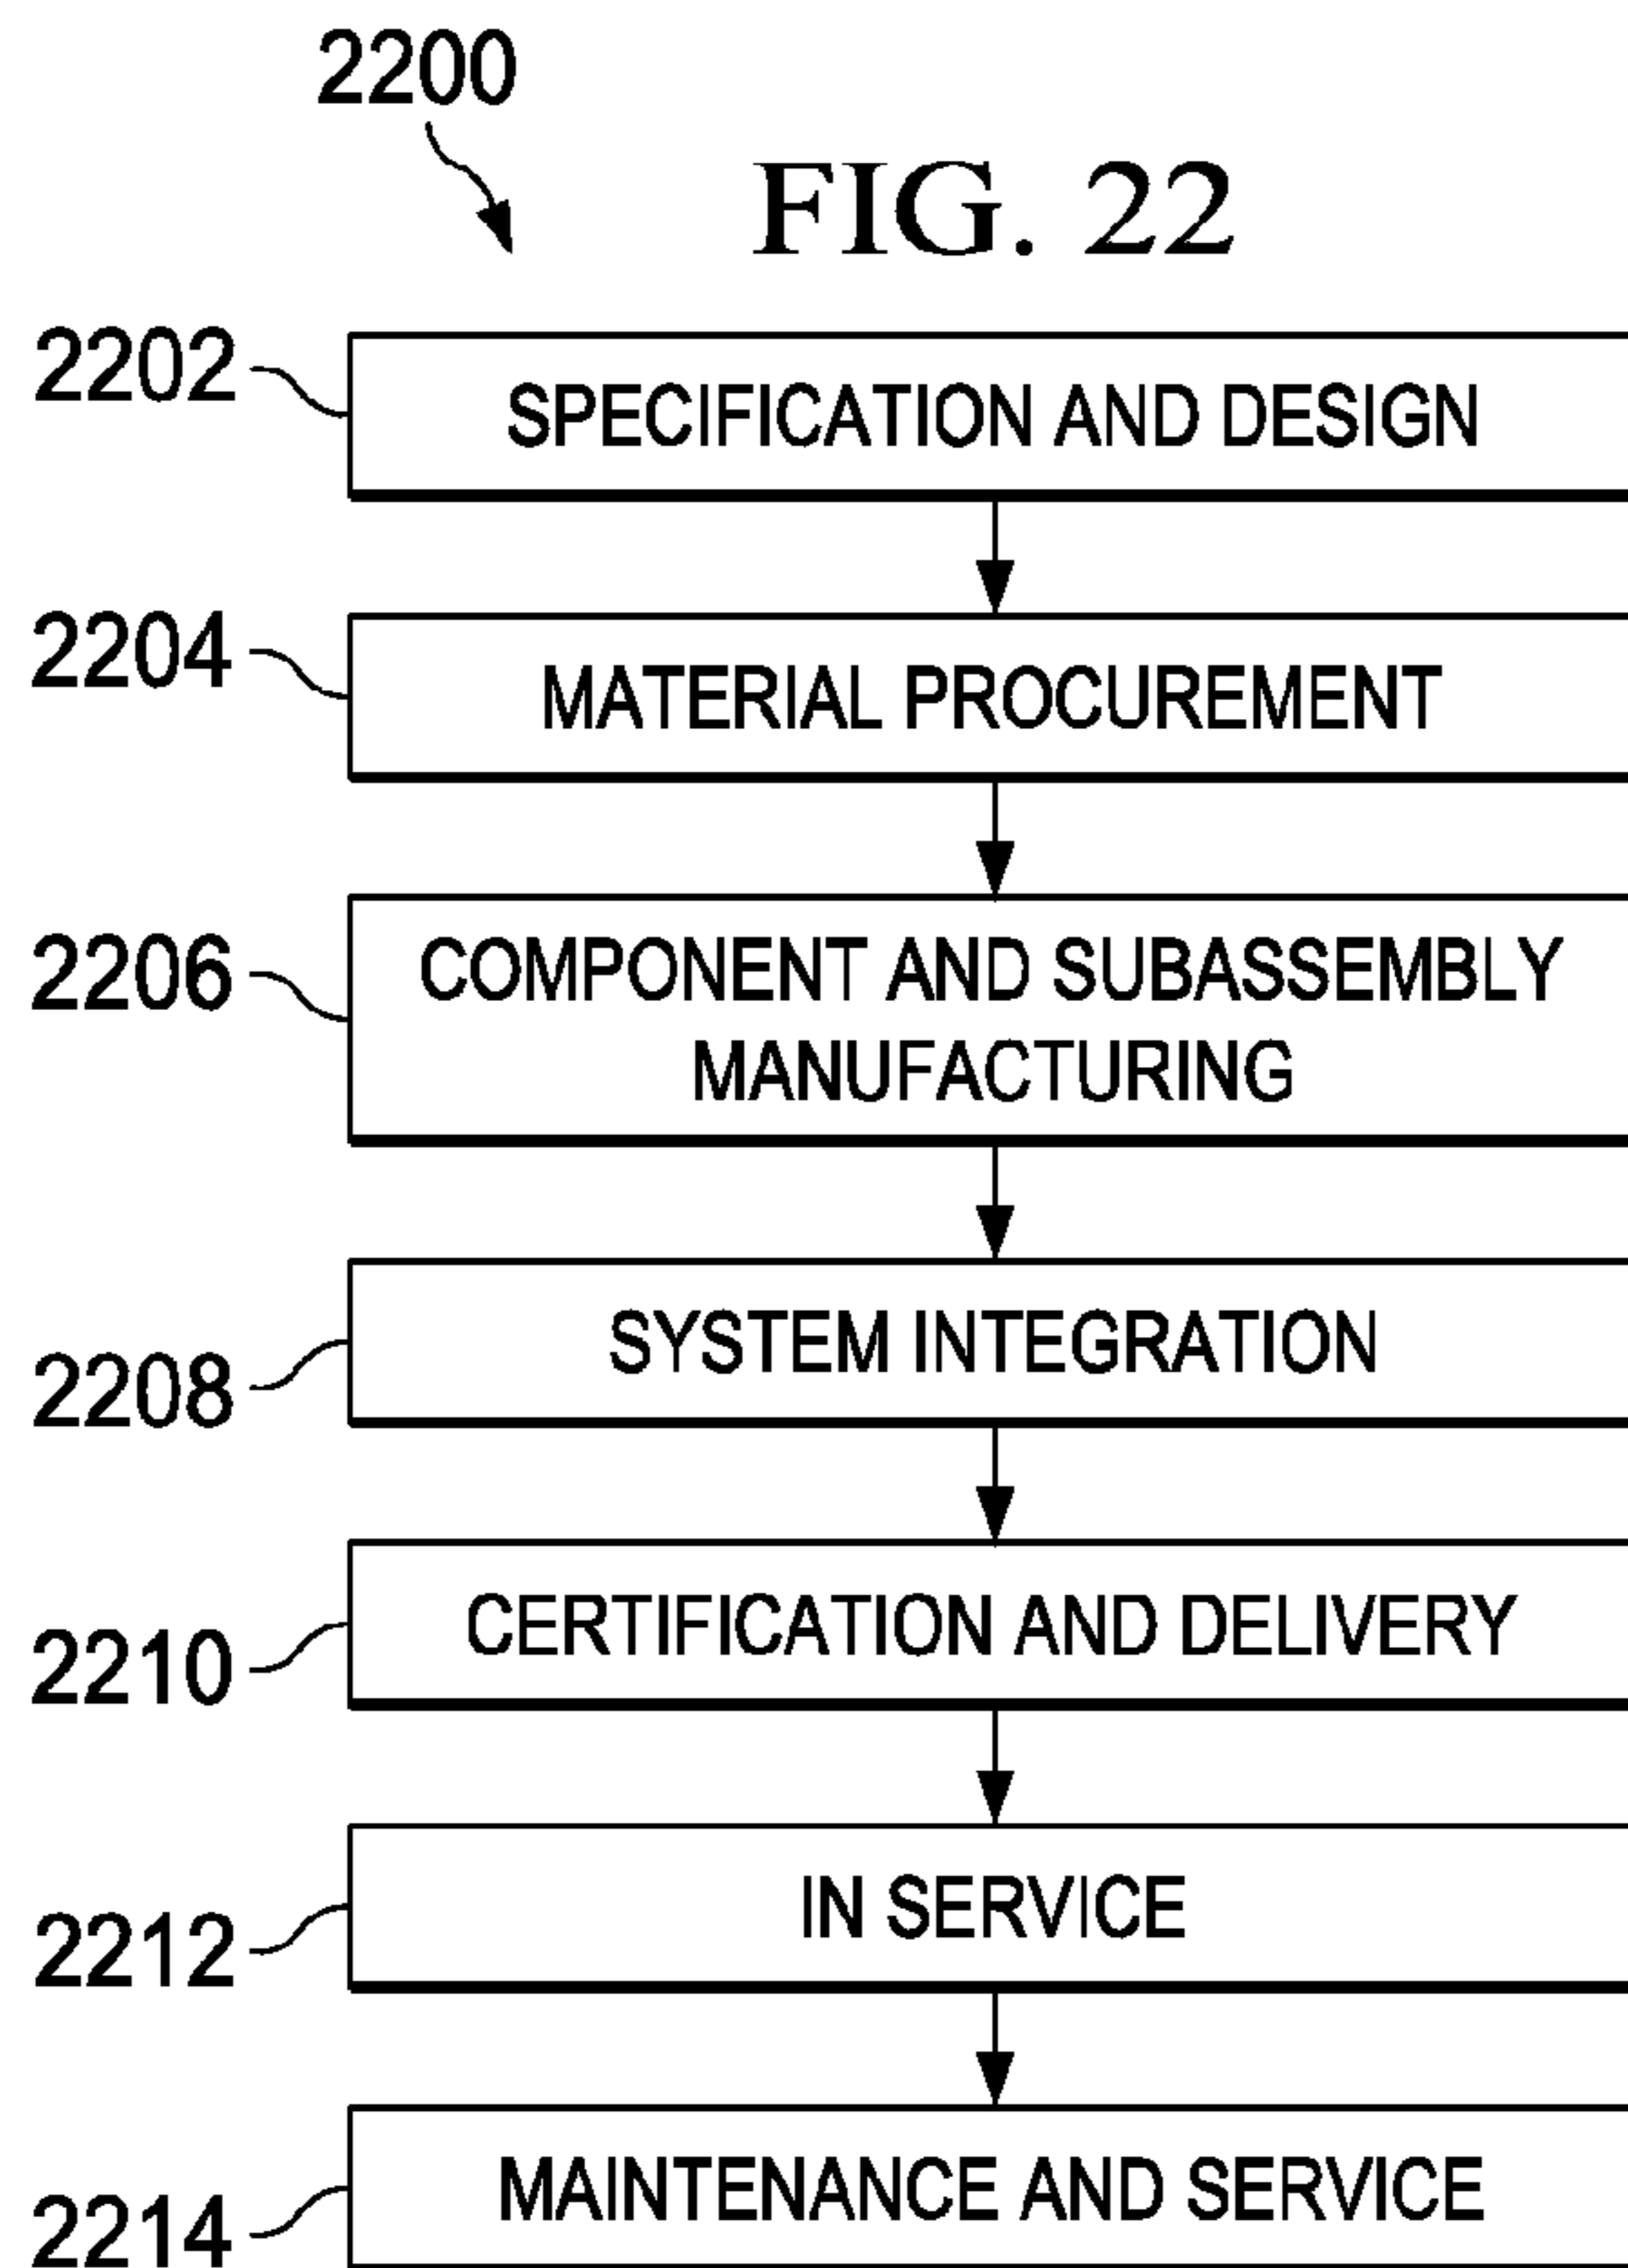 2200
FIG. 22
2202
SPECIFICATION AND DESIGN
2204
MATERIAL PROCUREMENT
2206
COMPONENT AND SUBASSEMBLY
MANUFACTURING
2208
SYSTEM INTEGRATION
2210
CERTIFICATION AND DELIVERY
2212
IN SERVICE
2214
MAINTENANCE AND SERVICE